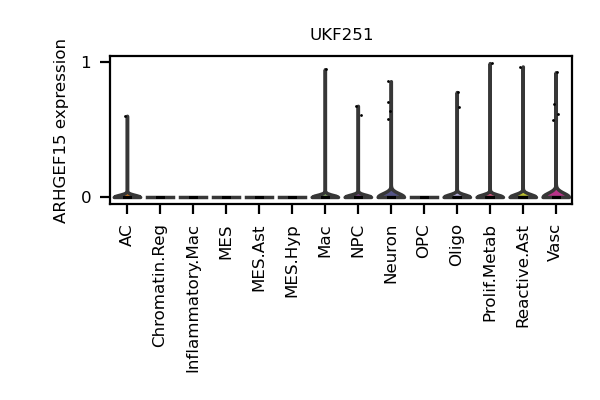 UKF251
ARHGEF15 expression
1
0
AC
Chromatin.Reg
Inflammatory.Mac
MES
MES.Ast
MES.Hyp
Mac
NPC
Neuron
OPC
Oligo
Prolif.Metab
Reactive.Ast
Vasc